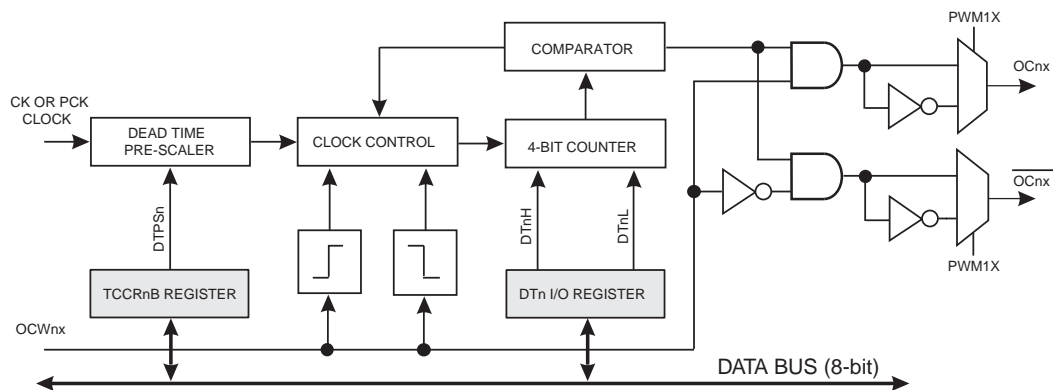 PWM1X
COMPARATOR
OCnx
CK OR PCK
CLOCK
DEAD TIME
PRE-SCALER
CLOCK CONTROL
4-BIT COUNTER
OCnx
DTPSn
DTnH
DTnL
PWM1X
TCCRnB REGISTER
DTn I/O REGISTER
OCWnx
DATA BUS (8-bit)